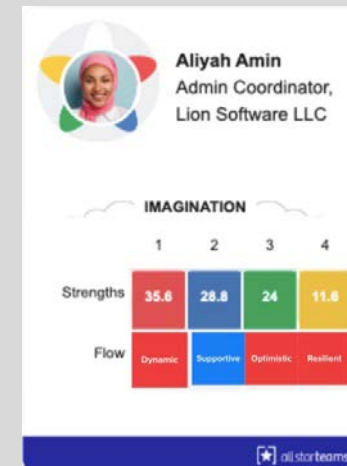 Aliyah Amin
Admin Coordinator,
Lion Software LLC
IMAGINATION
1 2 3 4
Strengths 35.6 28.8 24 11.6
Flow Dynamic Supportive Optimistic Resilient
allstarteams